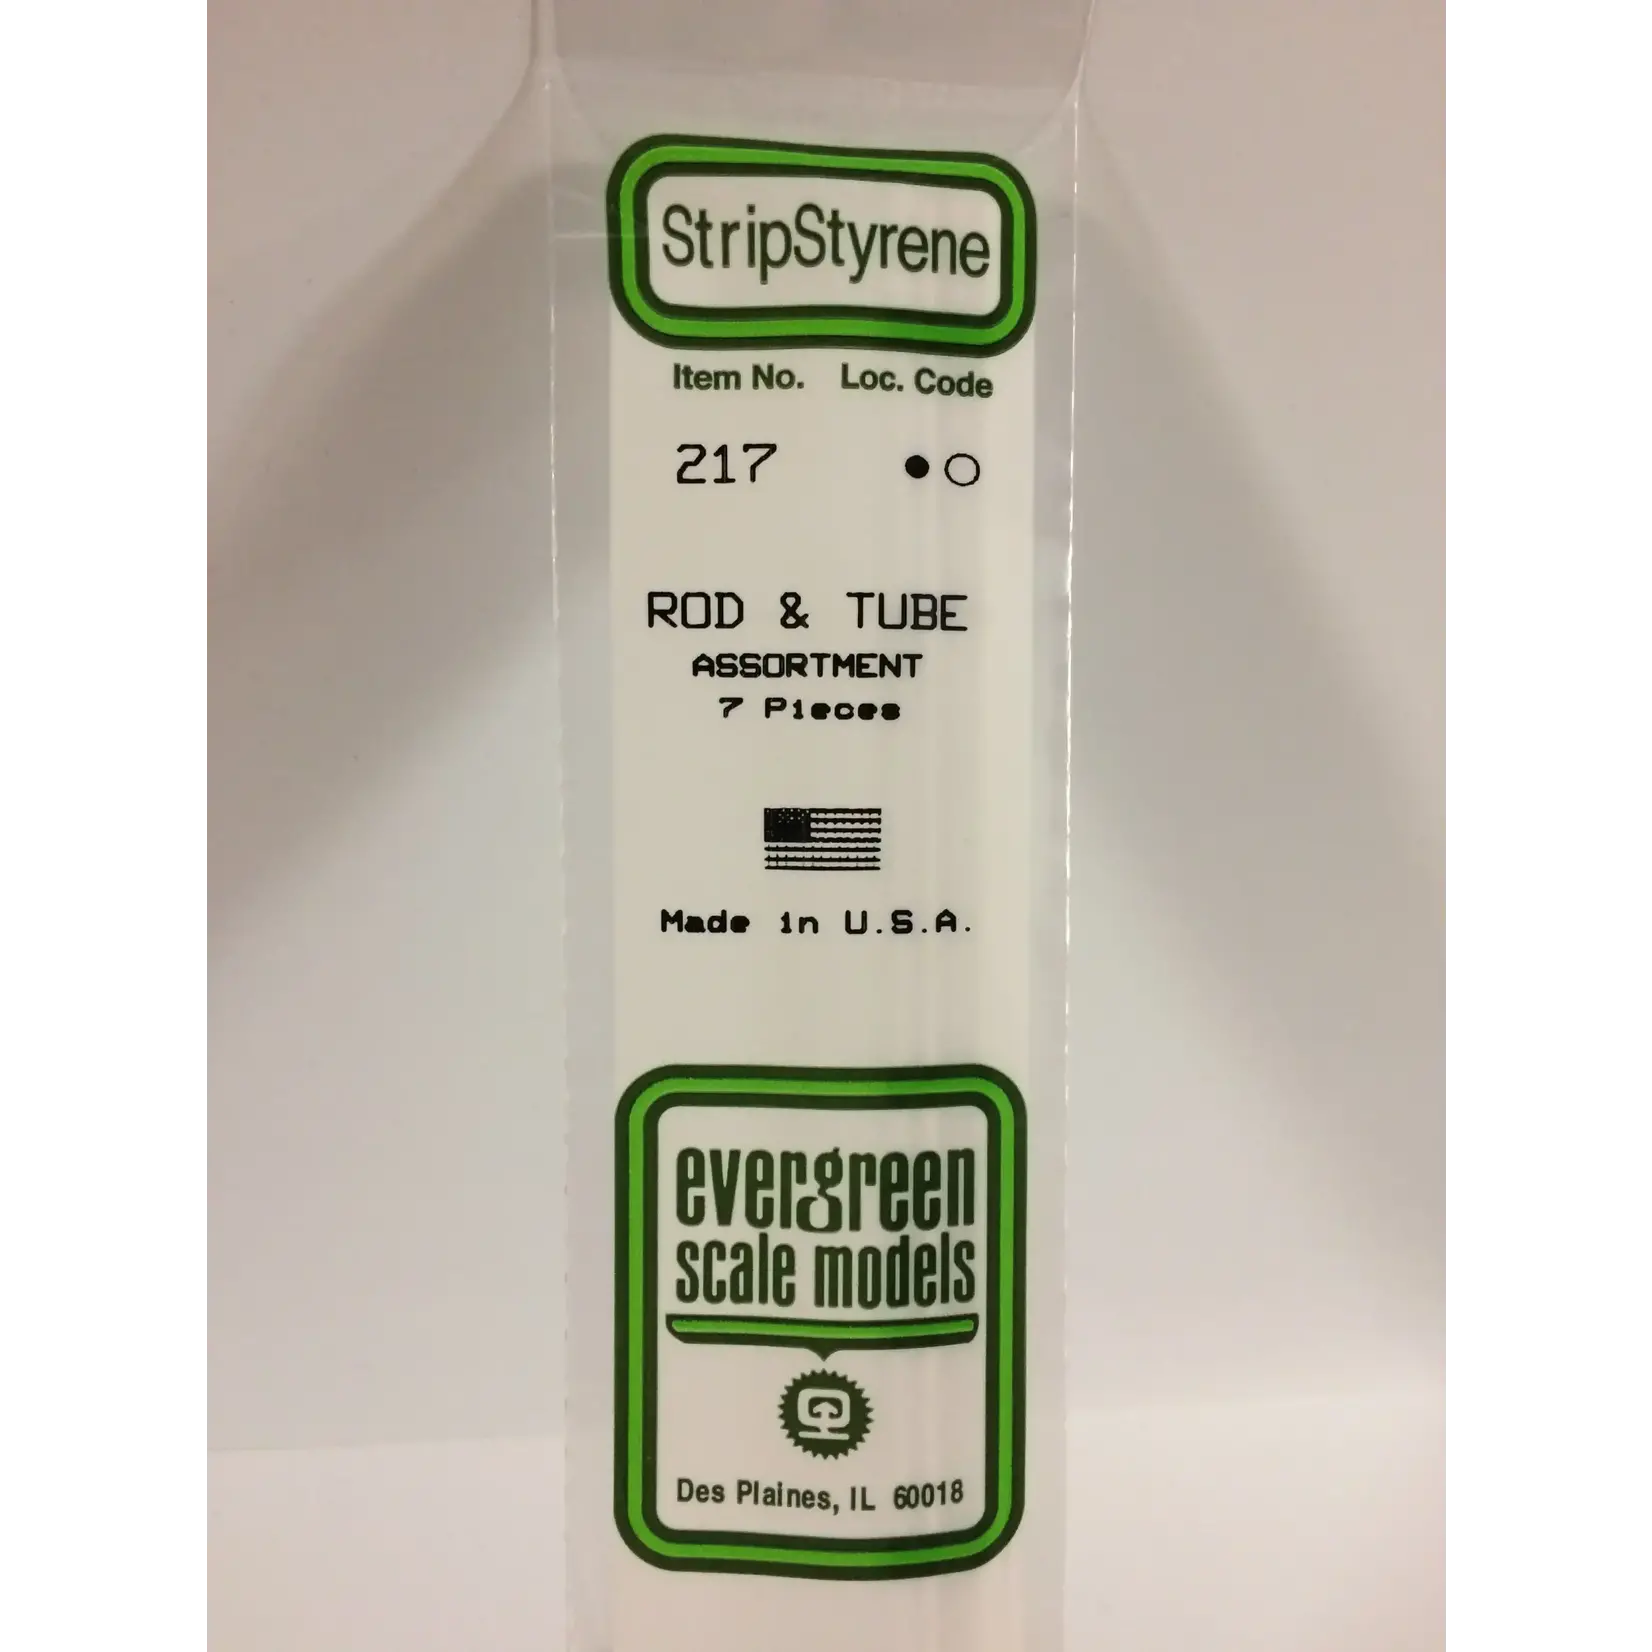 StripStyrene
Item No. Loc. Code
217 ●○
ROD & TUBE
ASSORTMENT
7 Pieces
Made in U.S.A.
evergreen
scale models
Des Plaines, IL 60018